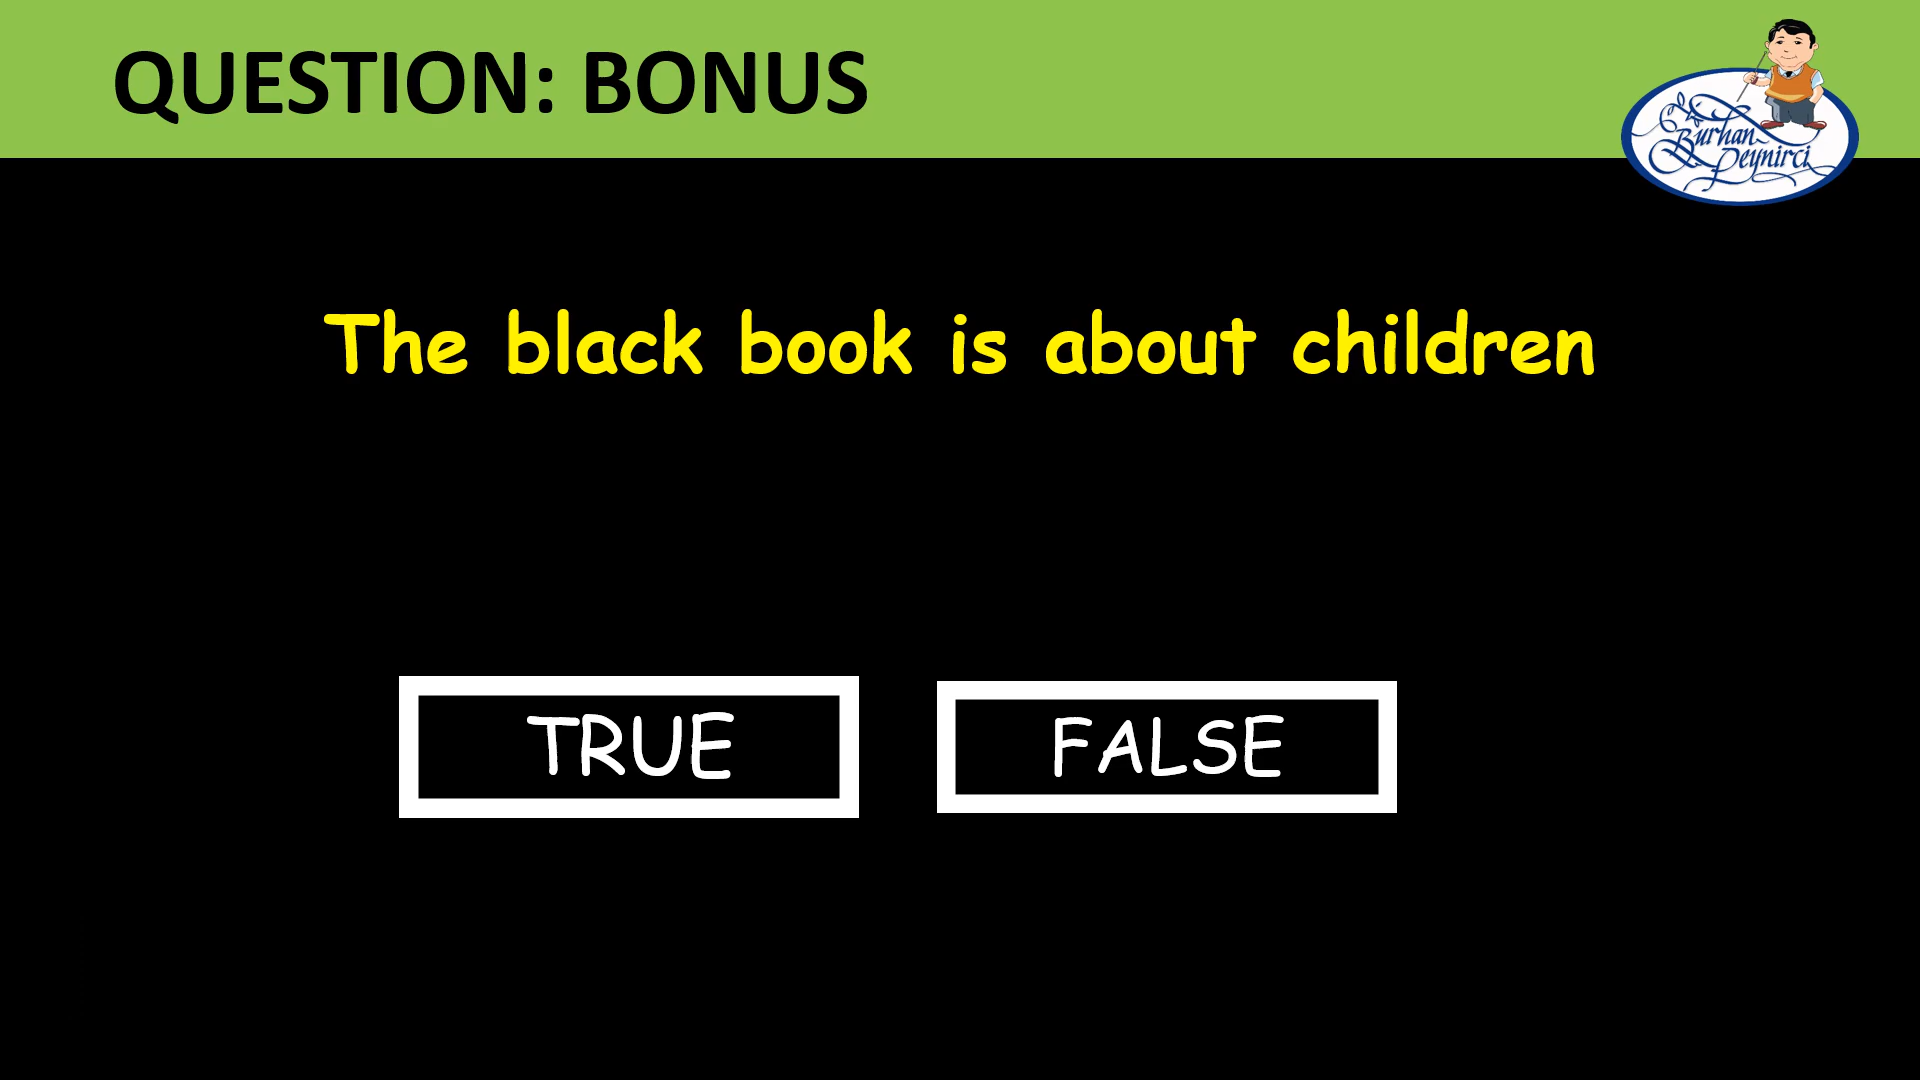 QUESTION: BONUS
Burhan
Peynirci
The black book is about children
TRUE
FALSE